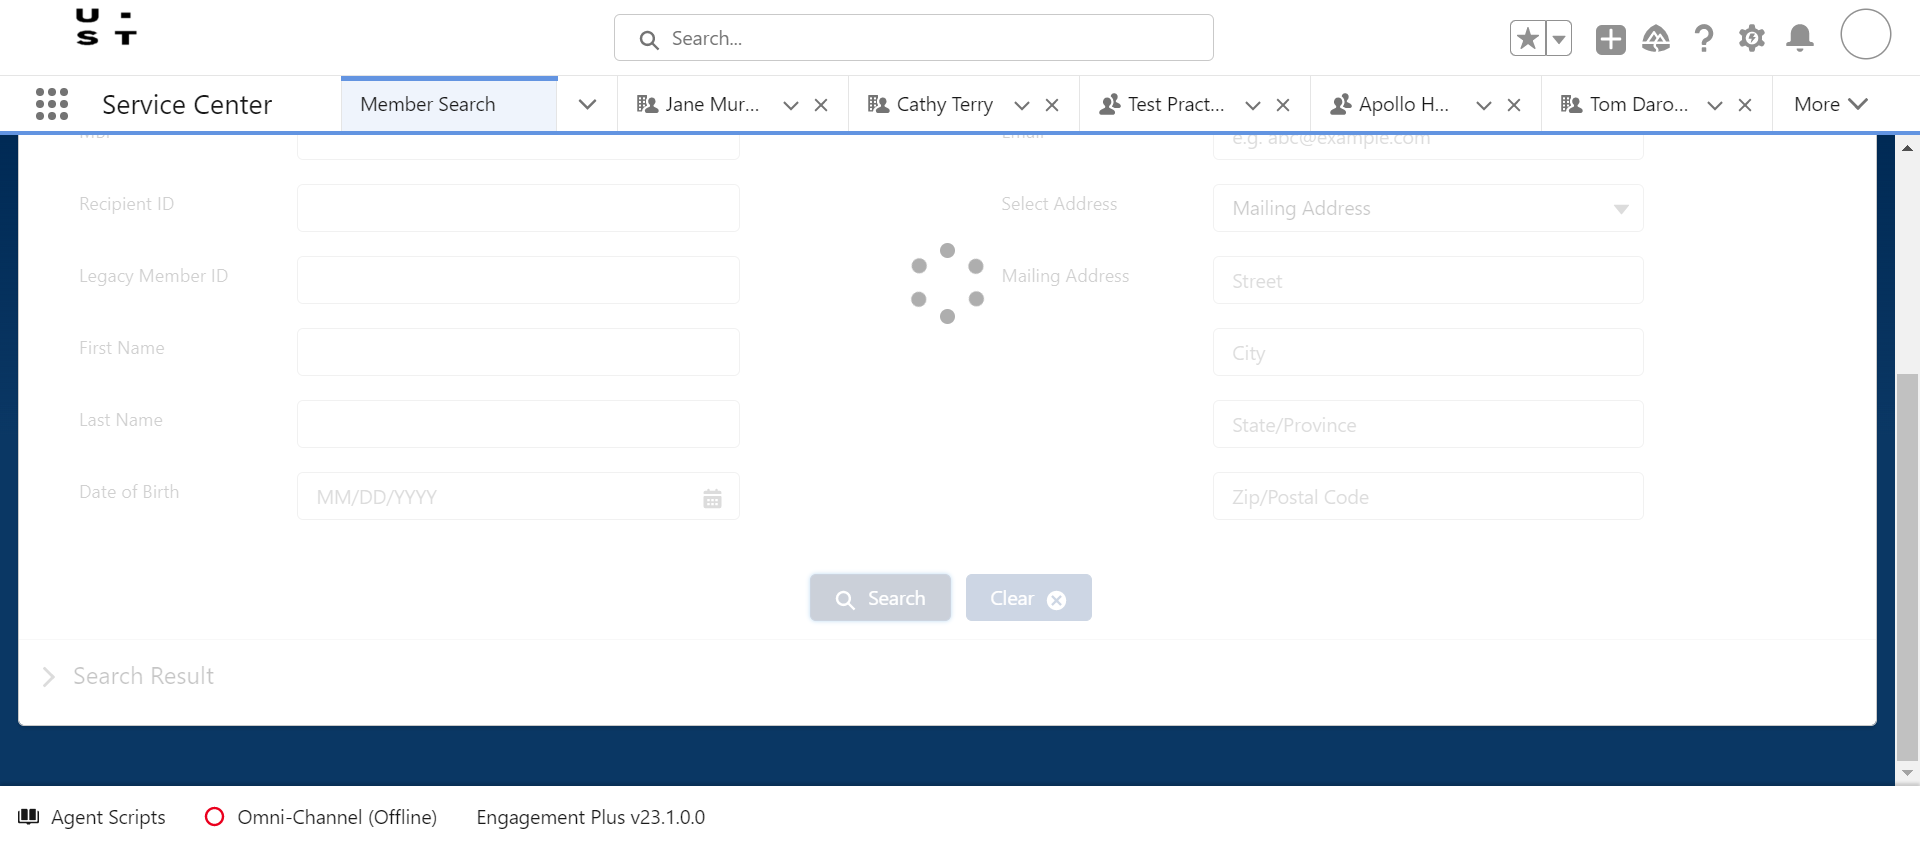 U -
S T
Search...
Service Center
Member Search
Jane Mur...
Cathy Terry
Test Pract...
Apollo H...
Tom Daro...
More
Email
e.g. abc@example.com
Recipient ID
Select Address
Mailing Address
Legacy Member ID
Mailing Address
Street
First Name
City
Last Name
State/Province
Date of Birth
MM/DD/YYYY
Zip/Postal Code
Search
Clear
Search Result
Agent Scripts
Omni-Channel (Offline)
Engagement Plus v23.1.0.0